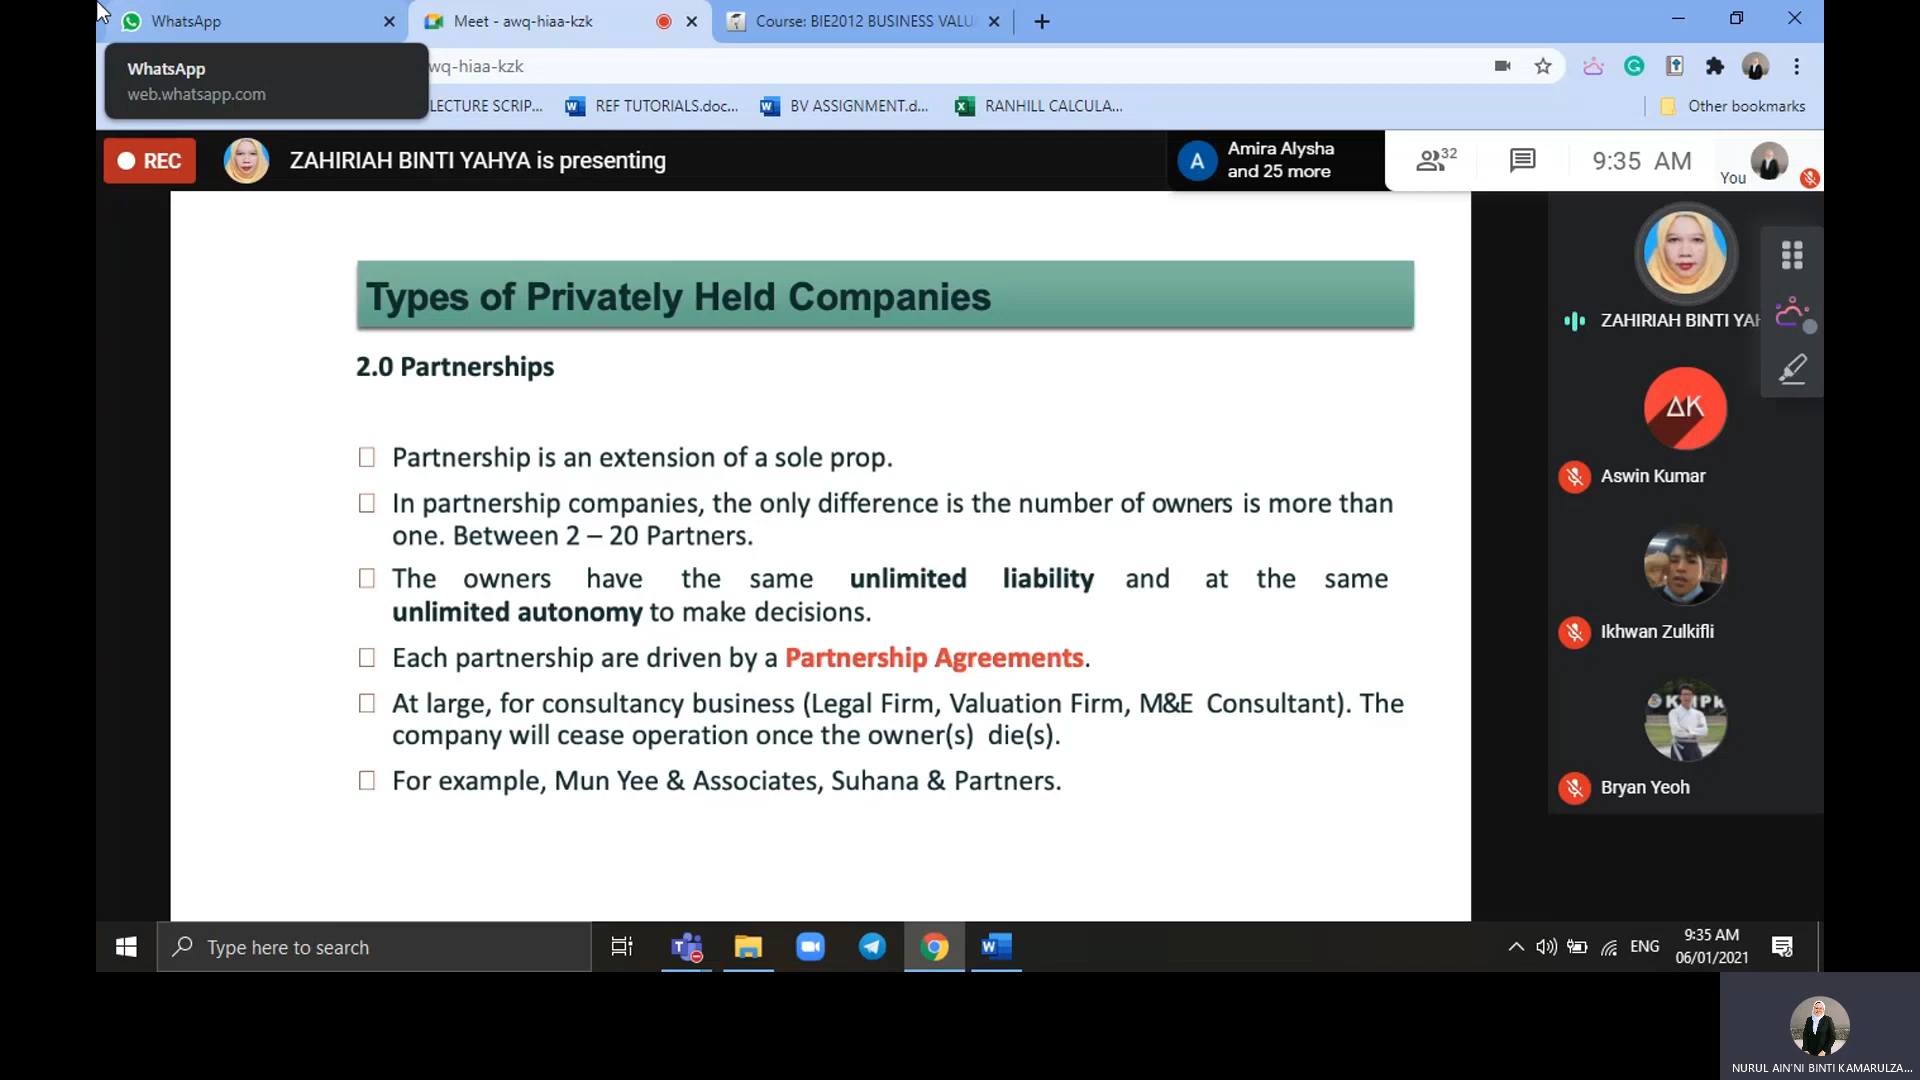 WhatsApp
Meet - awq-hiaa-kzk
Course: BIE2012 BUSINESS VALU
WhatsApp
web.whatsapp.com
wq-hiaa-kzk
LECTURE SCRIP...
REF TUTORIALS.doc...
BV ASSIGNMENT.d...
RANHILL CALCULA...
Other bookmarks
REC
ZAHIRIAH BINTI YAHYA is presenting
A
Amira Alysha
and 25 more
32
9:35 AM
You
Types of Privately Held Companies
2.0 Partnerships
Partnership is an extension of a sole prop.
In partnership companies, the only difference is the number of owners is more than
one. Between 2 – 20 Partners.
The owners have the same unlimited liability and at the same
unlimited autonomy to make decisions.
Each partnership are driven by a Partnership Agreements.
At large, for consultancy business (Legal Firm, Valuation Firm, M&E Consultant). The
company will cease operation once the owner(s) die(s).
For example, Mun Yee & Associates, Suhana & Partners.
ZAHIRIAH BINTI YAH
ΔK
Aswin Kumar
Ikhwan Zulkifli
KMPk
Bryan Yeoh
Type here to search
ENG
9:35 AM
06/01/2021
NURUL AIN'NI BINTI KAMARULZA...